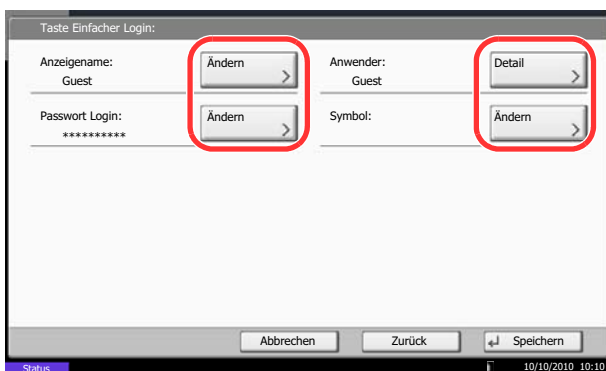 Taste Einfacher Login:
Anzeigename:
Guest
Ändern
Anwender:
Guest
Detail
Passwort Login:
**********
Ändern
Symbol:
Ändern
Abbrechen
Zurück
Speichern
Status
10/10/2010 10:10